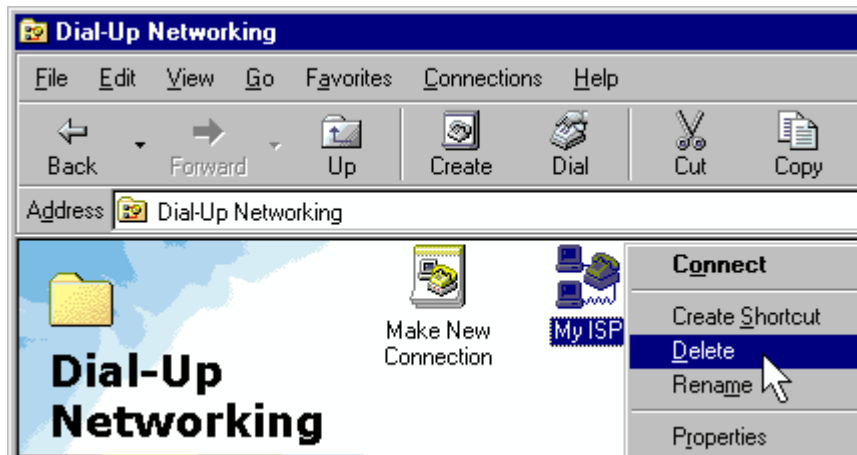 Dial-Up Networking
File Edit View Go Favorites Connections Help
Back Forward Up Create Dial Cut Copy
Address Dial-Up Networking
Dial-Up
Networking
Make New
Connection
My ISP
Connect
Create Shortcut
Delete
Rename
Properties